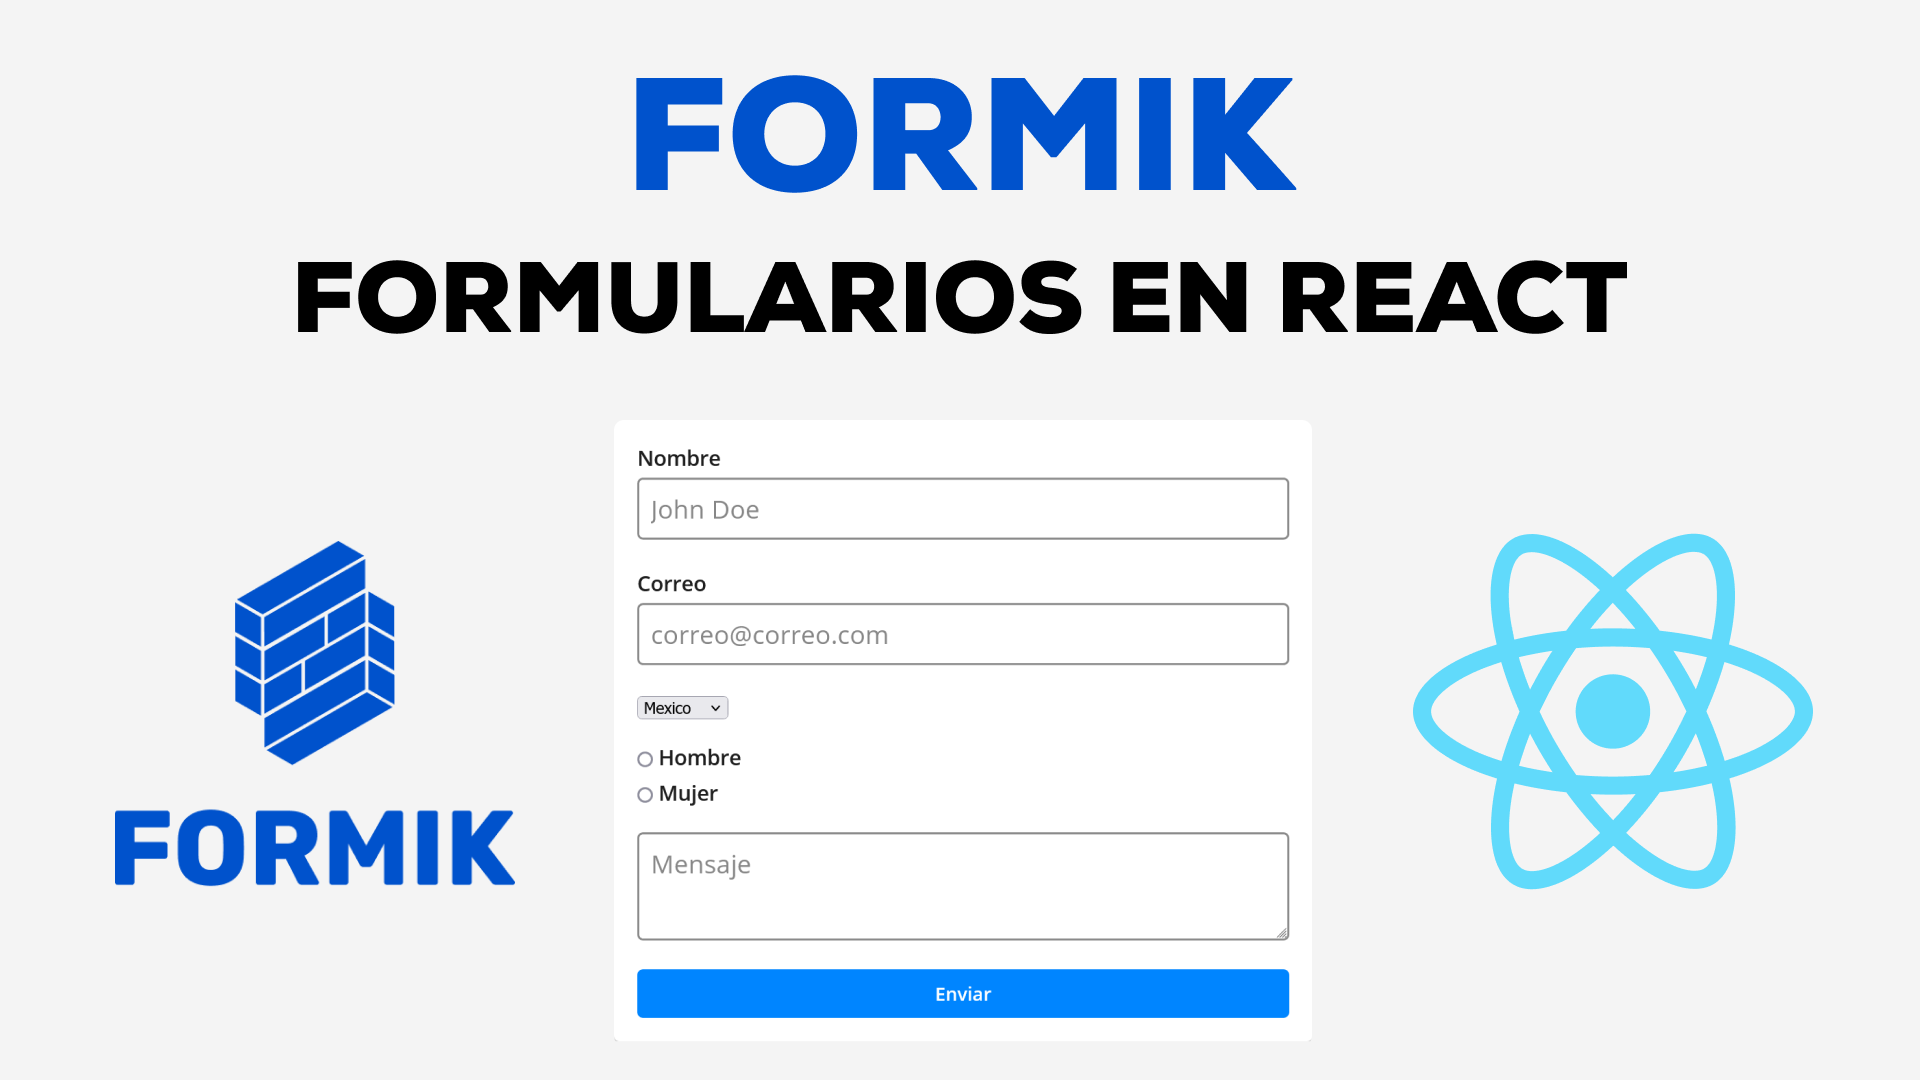 FORMIK
FORMULARIOS EN REACT
Nombre
John Doe
Correo
correo@correo.com
Mexico
Hombre
Mujer
Mensaje
Enviar
FORMIK